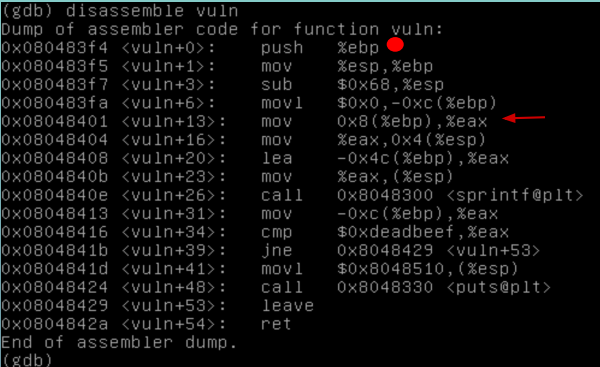 (gdb) disassemble vuln
Dump of assembler code for function vuln:
0x080483f4 <vuln+0>: push %ebp
0x080483f5 <vuln+1>: mov %esp,%ebp
0x080483f7 <vuln+3>: sub $0x68,%esp
0x080483fa <vuln+6>: movl $0x0,-0xc(%ebp)
0x08048401 <vuln+13>: mov 0x8(%ebp),%eax
0x08048404 <vuln+16>: mov %eax,0x4(%esp)
0x08048408 <vuln+20>: lea -0x4c(%ebp),%eax
0x0804840b <vuln+23>: mov %eax,(%esp)
0x0804840e <vuln+26>: call 0x8048300 <sprintf@plt>
0x08048413 <vuln+31>: mov -0xc(%ebp),%eax
0x08048416 <vuln+34>: cmp $0xdeadbeef,%eax
0x0804841b <vuln+39>: jne 0x8048429 <vuln+53>
0x0804841d <vuln+41>: movl $0x8048510,(%esp)
0x08048424 <vuln+48>: call 0x8048330 <puts@plt>
0x08048429 <vuln+53>: leave
0x0804842a <vuln+54>: ret
End of assembler dump.
(gdb)